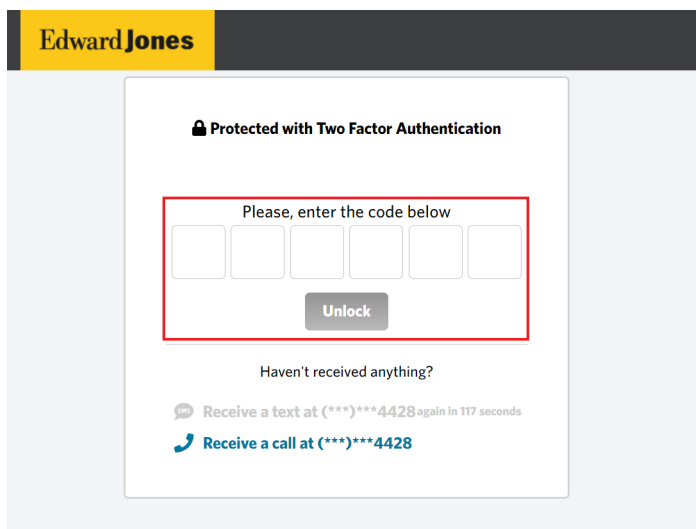 Edward Jones
Protected with Two Factor Authentication
Please, enter the code below
Unlock
Haven't received anything?
SMS Receive a text at (***)***4428 again in 117 seconds
Receive a call at (***)***4428